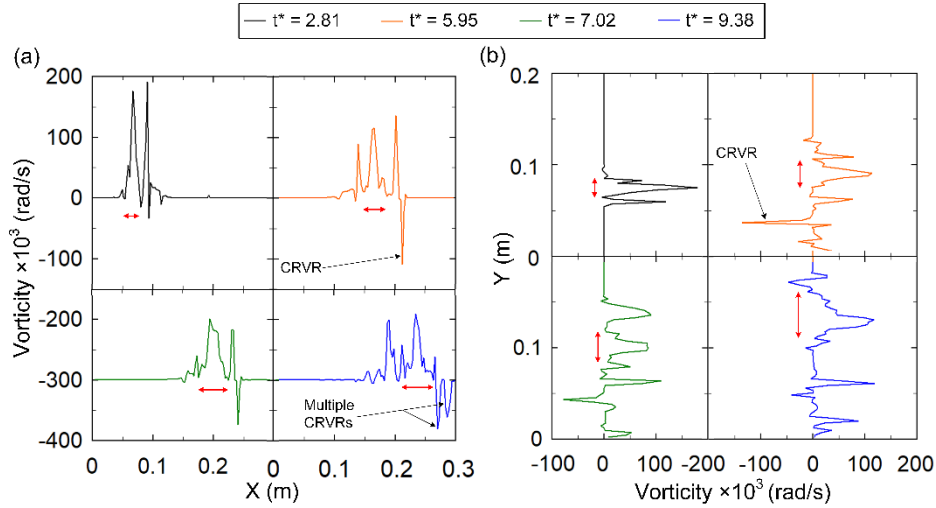 t* = 2.81 t* = 5.95 t* = 7.02 t* = 9.38
(a)
(b)
200
100
0
-100
-200
-300
-400
Vorticity ×10³ (rad/s)
CRVR
Multiple
CRVRs
0 0.1 0.2 0 0.1 0.2 0.3
X (m)
0.2
0.1
0
0.1
0
Y (m)
CRVR
-100 0 100 -200 -100 0 100 200
Vorticity ×10³ (rad/s)